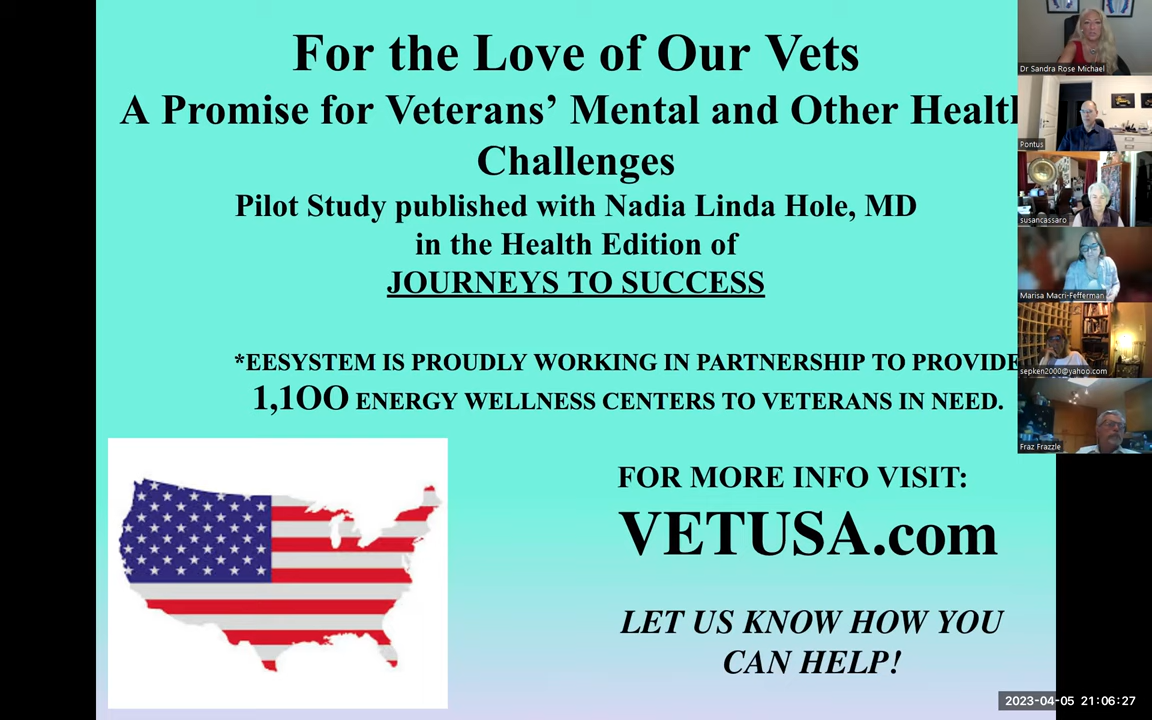 For the Love of Our Vets
A Promise for Veterans’ Mental and Other Health
Challenges
Pilot Study published with Nadia Linda Hole, MD
in the Health Edition of
JOURNEYS TO SUCCESS
*EESYSTEM IS PROUDLY WORKING IN PARTNERSHIP TO PROVIDE
1,1OO ENERGY WELLNESS CENTERS TO VETERANS IN NEED.
FOR MORE INFO VISIT:
VETUSA.com
LET US KNOW HOW YOU
CAN HELP!
Dr Sandra Rose Michael
Pontus
susancassaro
Marisa Macri-Fefferman
sepken2000@yahoo.com
Fraz Frazzle
2023-04-05 21:06:27